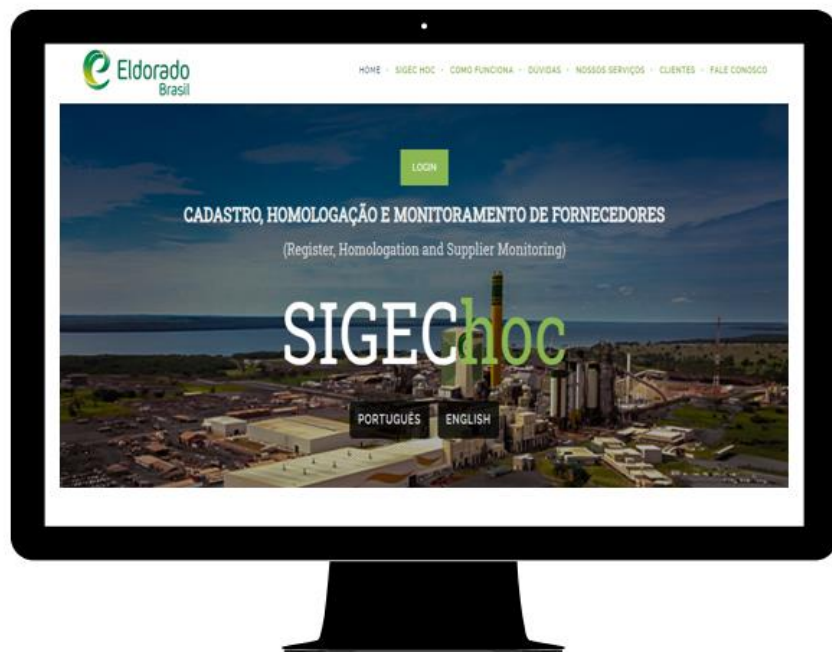 Eldorado
Brasil
HOME - SIGEC HOC - COMO FUNCIONA - DÚVIDAS - NOSSOS SERVIÇOS - CLIENTES - FALE CONOSCO
LOGIN
CADASTRO, HOMOLOGAÇÃO E MONITORAMENTO DE FORNECEDORES
(Register, Homologation and Supplier Monitoring)
SIGEChoc
PORTUGUÊS ENGLISH